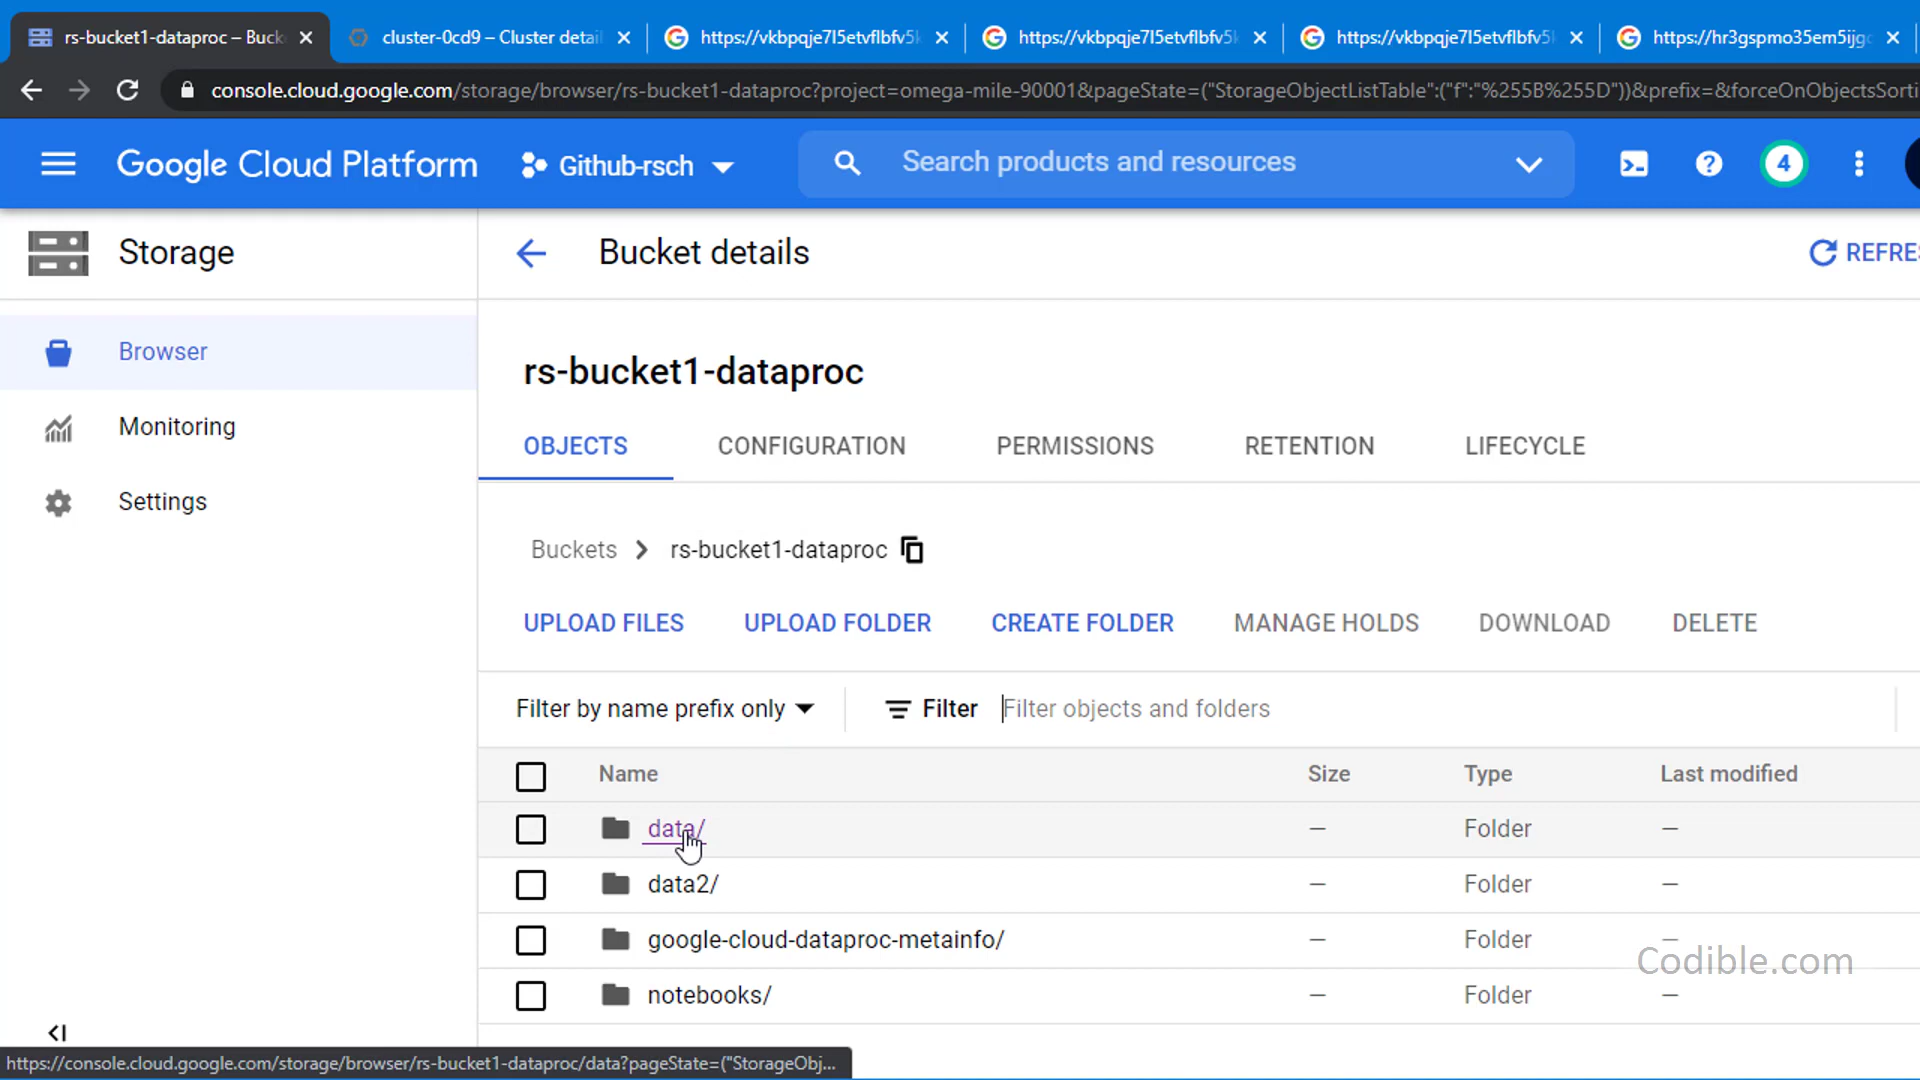 rs-bucket1-dataproc – Buck
cluster-0cd9 – Cluster detail
https://vkbpqje7l5etvflbfv5k
https://vkbpqje7l5etvflbfv5k
https://vkbpqje7l5etvflbfv5k
https://hr3gspmo35em5ijgc
console.cloud.google.com/storage/browser/rs-bucket1-dataproc?project=omega-mile-90001&pageState=("StorageObjectListTable":("f":"%255B%255D"))&prefix=&forceOnObjectsSorti
Google Cloud Platform
Github-rsch
Search products and resources
4
Storage
Bucket details
REFRES
Browser
Monitoring
Settings
rs-bucket1-dataproc
OBJECTS CONFIGURATION PERMISSIONS RETENTION LIFECYCLE
Buckets rs-bucket1-dataproc
UPLOAD FILES UPLOAD FOLDER CREATE FOLDER MANAGE HOLDS DOWNLOAD DELETE
Filter by name prefix only Filter Filter objects and folders
Name Size Type Last modified
data/ — Folder —
data2/ — Folder —
google-cloud-dataproc-metainfo/ — Folder —
notebooks/ — Folder —
Codible.com
https://console.cloud.google.com/storage/browser/rs-bucket1-dataproc/data?pageState=("StorageObj...